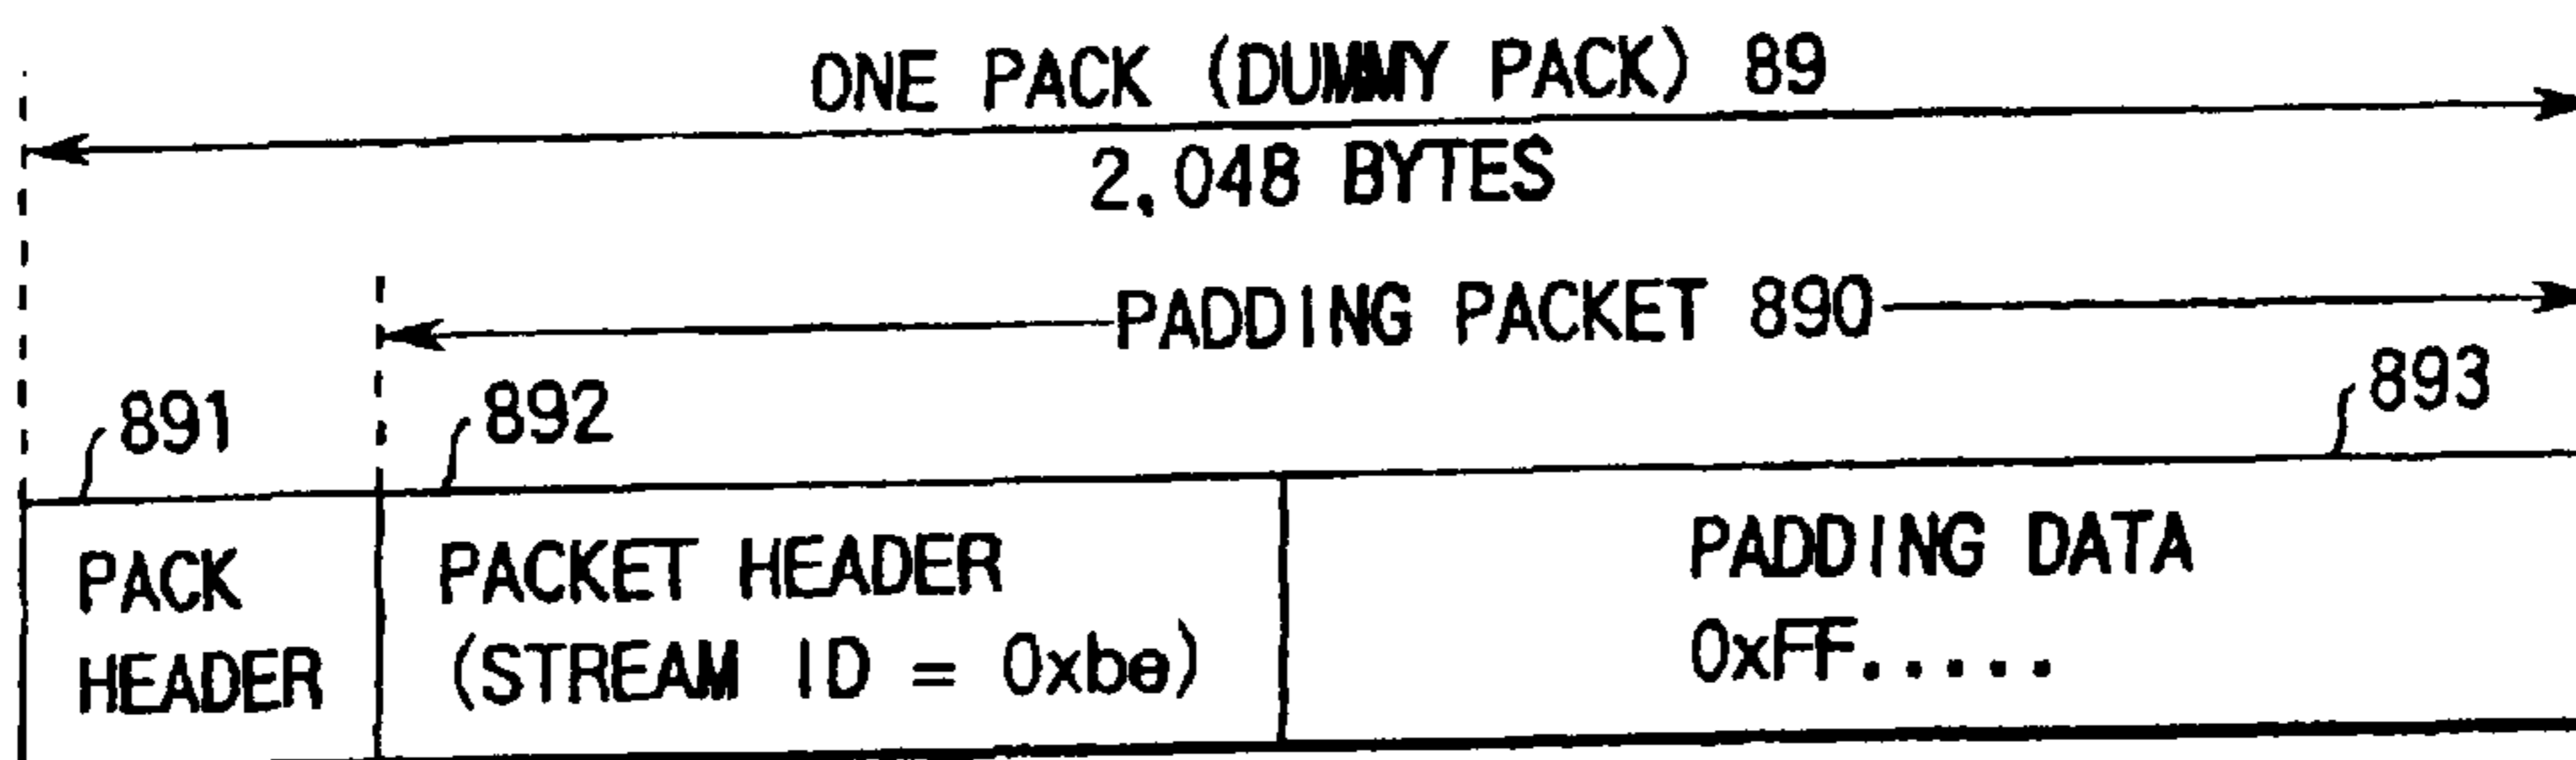 ONE PACK (DUMMY PACK) 89
2,048 BYTES
PADDING PACKET 890
891
892
893
PACK
HEADER
PACKET HEADER
(STREAM ID = 0xbe)
PADDING DATA
0xFF.....